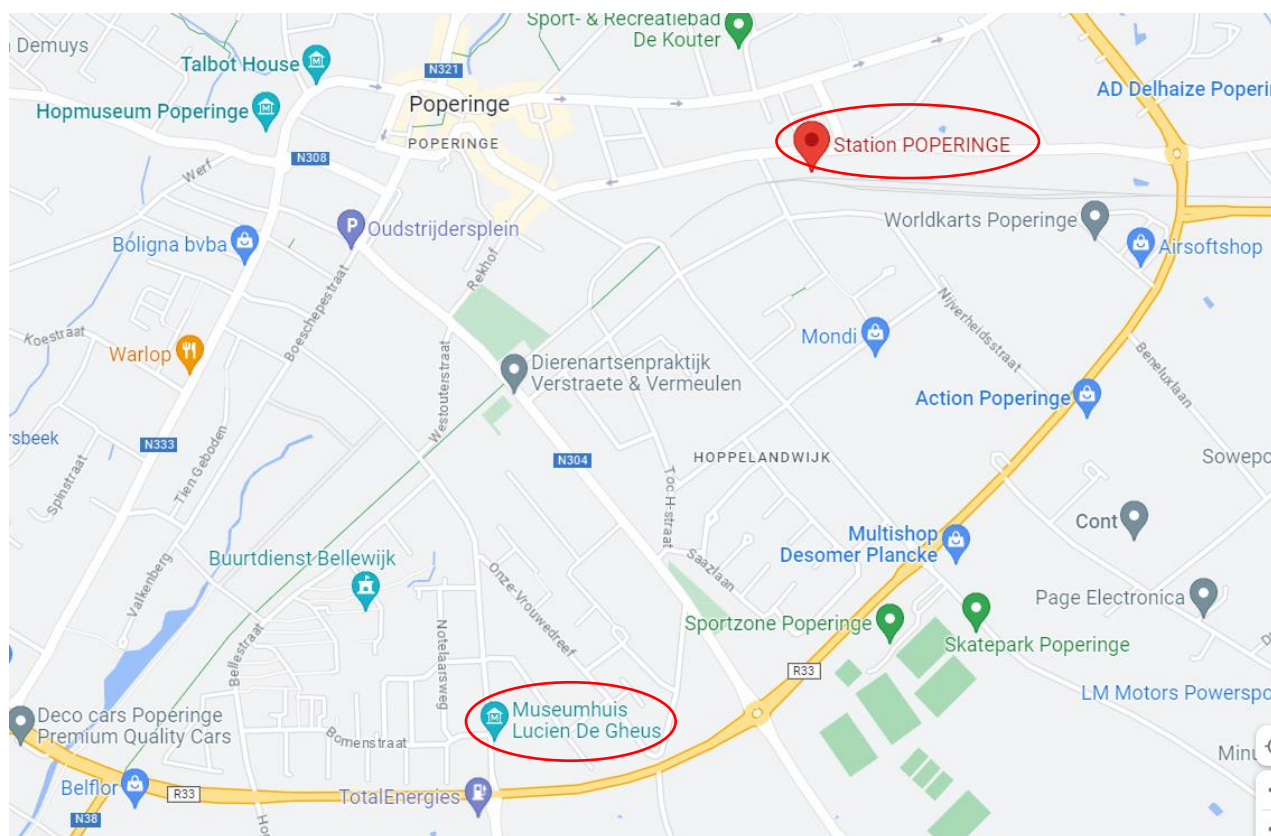 Sport- & Recreatiebad
De Kouter
Demuys
Talbot House
N321
AD Delhaize Poperi
Hopmuseum Poperinge
Poperinge
POPERINGE
Station POPERINGE
N308
Werf
Worldkarts Poperinge
Oudstrijdersplein
Boligna bvba
Airsoftshop
Rekhof
Boeschepestraat
Nijverheidsstraat
Koestraat
Mondi
Warlop
Dierenartsenpraktijk
Verstraete & Vermeulen
Westouterstraat
Beneluxlaan
Action Poperinge
rsbeek
N333
N304
HOPPELANDWIJK
Sowepo
Spinstraat
Tien Geboden
Toc H-straat
Cont
Multishop
Desomer Plancke
Buurtdienst Bellewijk
Saazlaan
Valkenberg
Onze-Vrouwedreef
Page Electronica
Sportzone Poperinge
Skatepark Poperinge
Bellestraat
Notelaarsweg
R33
LM Motors Powerspo
Museumhuis
Lucien De Gheus
Deco cars Poperinge
Premium Quality Cars
Bomenstraat
Minu
Belflor
R33
TotalEnergies
N38
Ho